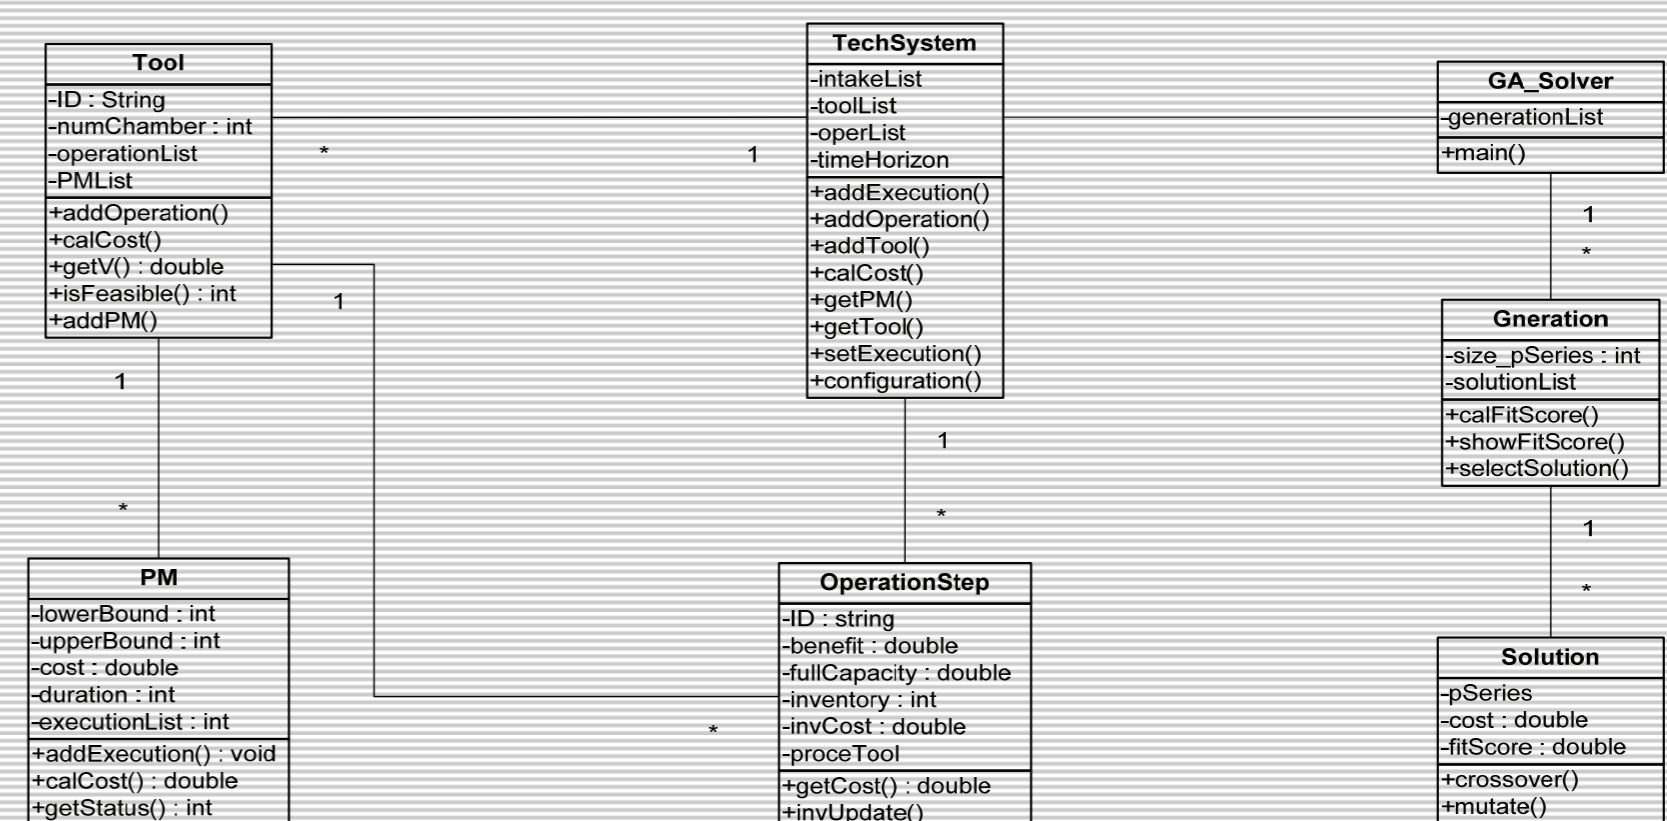 Tool
-ID : String
-numChamber : int
-operationList
-PMList
+addOperation()
+calCost()
+getV() : double
+isFeasible() : int
+addPM()
*
1
TechSystem
-intakeList
-toolList
-operList
-timeHorizon
+addExecution()
+addOperation()
+addTool()
+calCost()
+getPM()
+getTool()
+setExecution()
+configuration()
GA_Solver
-generationList
+main()
1
*
Gneration
-size_pSeries : int
-solutionList
+calFitScore()
+showFitScore()
+selectSolution()
1
*
1
1
*
1
*
PM
-lowerBound : int
-upperBound : int
-cost : double
-duration : int
-executionList : int
+addExecution() : void
+calCost() : double
+getStatus() : int
*
OperationStep
-ID : string
-benefit : double
-fullCapacity : double
-inventory : int
-invCost : double
-proceTool
+getCost() : double
+invUpdate()
Solution
-pSeries
-cost : double
-fitScore : double
+crossover()
+mutate()